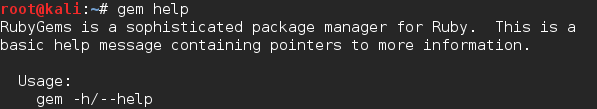 root@kali:~# gem help
RubyGems is a sophisticated package manager for Ruby.  This is a
basic help message containing pointers to more information.
  Usage:
    gem -h/--help